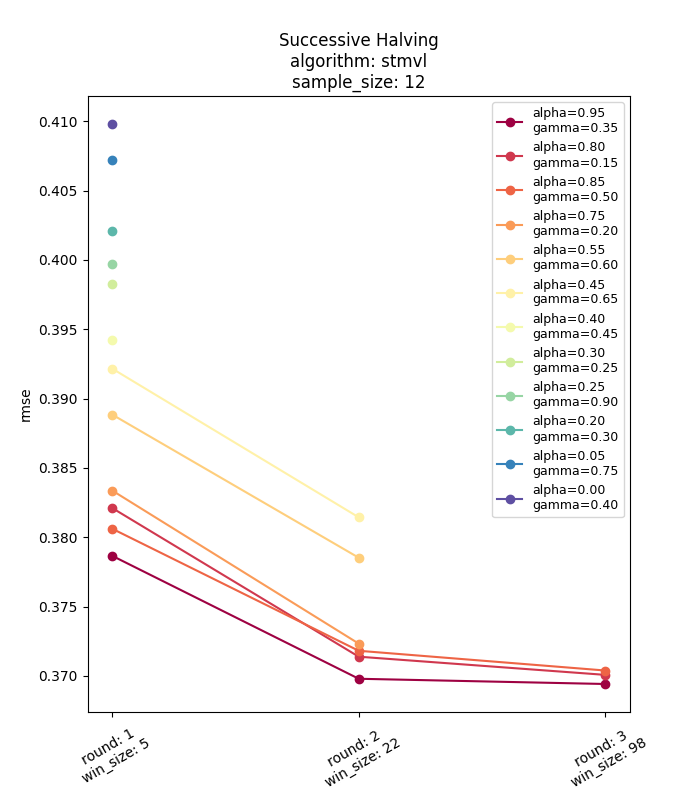 Successive Halving
algorithm: stmvl
sample_size: 12
rmse
0.410
0.405
0.400
0.395
0.390
0.385
0.380
0.375
0.370
alpha=0.95
gamma=0.35
alpha=0.80
gamma=0.15
alpha=0.85
gamma=0.50
alpha=0.75
gamma=0.20
alpha=0.55
gamma=0.60
alpha=0.45
gamma=0.65
alpha=0.40
gamma=0.45
alpha=0.30
gamma=0.25
alpha=0.25
gamma=0.90
alpha=0.20
gamma=0.30
alpha=0.05
gamma=0.75
alpha=0.00
gamma=0.40
round: 1
win_size: 5
round: 2
win_size: 22
round: 3
win_size: 98